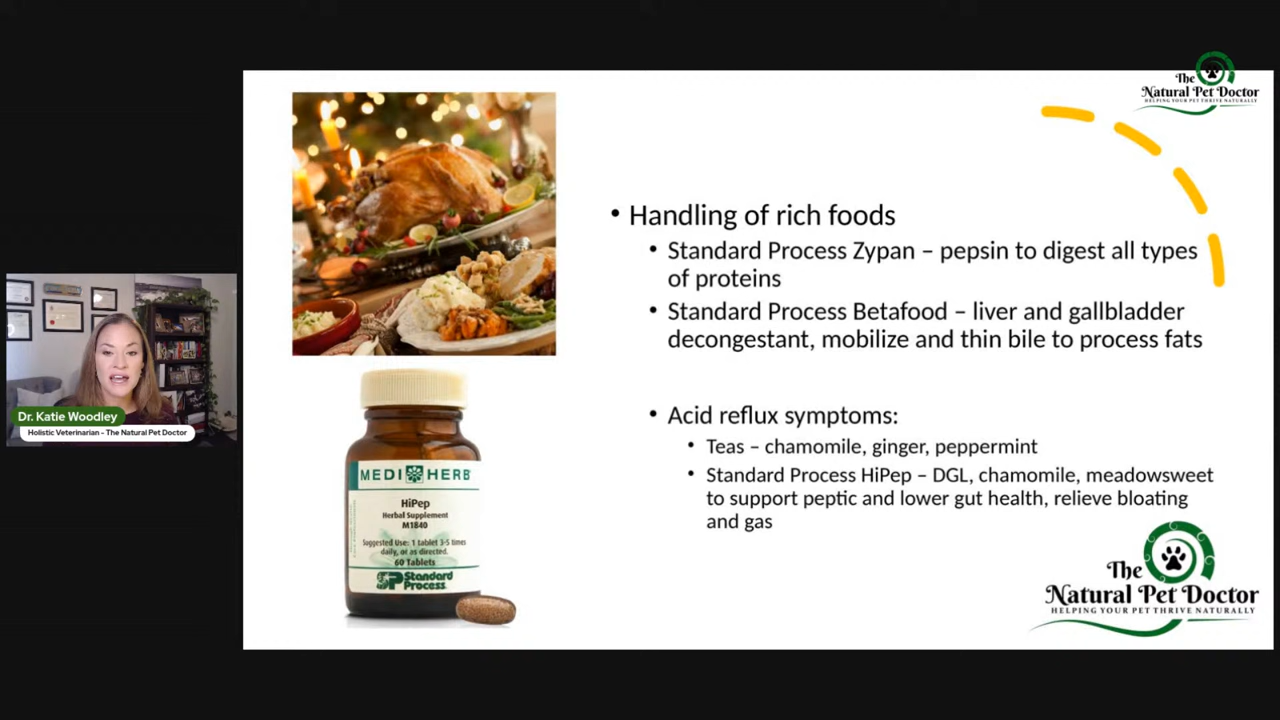 The
Natural Pet Doctor
HELPING YOUR PET THRIVE NATURALLY
• Handling of rich foods
• Standard Process Zypan – pepsin to digest all types
of proteins
• Standard Process Betafood – liver and gallbladder
decongestant, mobilize and thin bile to process fats
• Acid reflux symptoms:
• Teas – chamomile, ginger, peppermint
• Standard Process HiPep – DGL, chamomile, meadowsweet
to support peptic and lower gut health, relieve bloating
and gas
Dr. Katie Woodley
Holistic Veterinarian - The Natural Pet Doctor
MEDI HERB
HiPep
Herbal Supplement
M1840
Suggested Use: 1 tablet 3-5 times
daily, or as directed.
60 Tablets
SP Standard
Process
The
Natural Pet Doctor
HELPING YOUR PET THRIVE NATURALLY